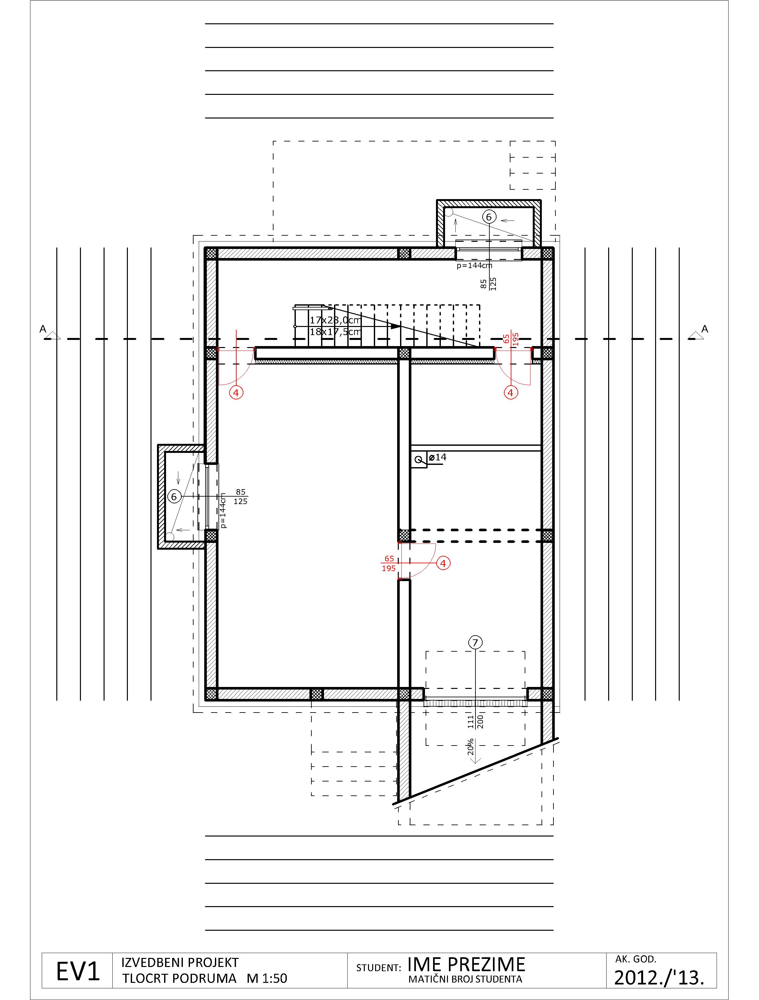 6
p=144cm
85
125
17x28,0cm
18x17,5cm
A
A
65
195
4
4
ø14
6
85
125
p=144cm
65
195
4
7
111
200
20%
EV1
IZVEDBENI PROJEKT
TLOCRT PODRUMA M 1:50
STUDENT: IME PREZIME
MATIČNI BROJ STUDENTA
AK. GOD.
2012./'13.